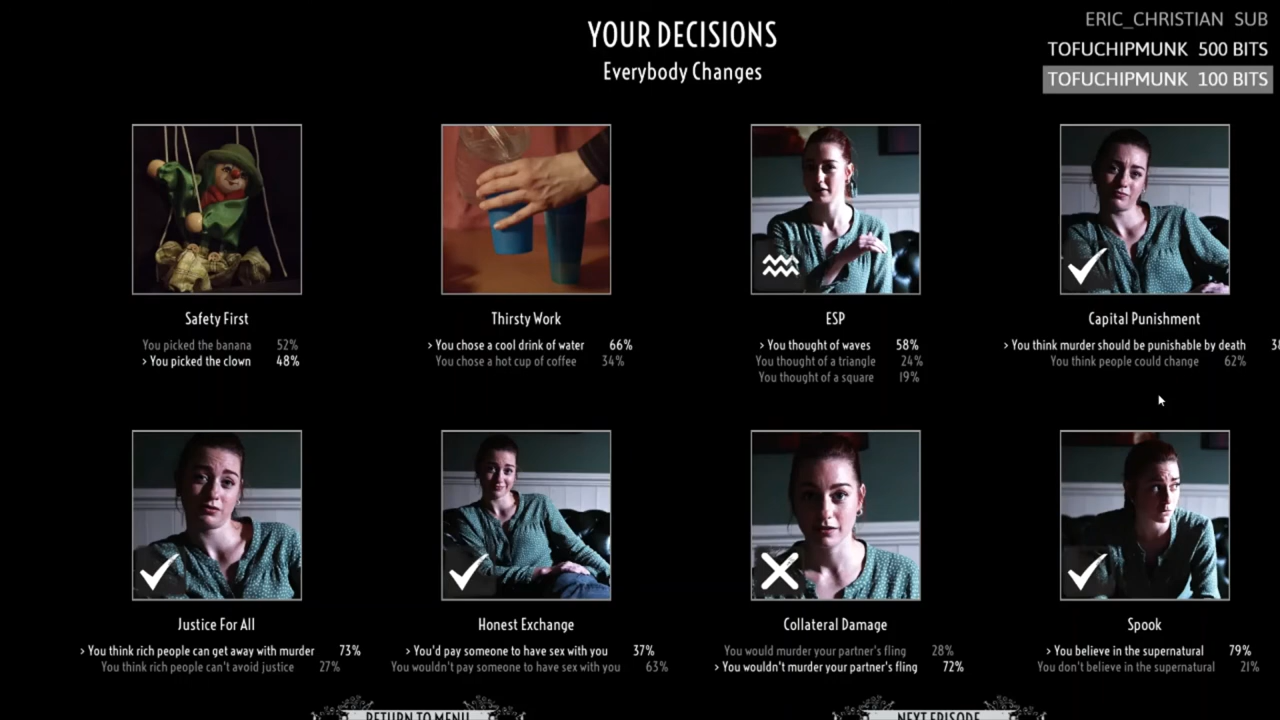 YOUR DECISIONS
Everybody Changes
ERIC_CHRISTIAN SUB
TOFUCHIPMUNK 500 BITS
TOFUCHIPMUNK 100 BITS
Safety First
You picked the banana 52%
> You picked the clown 48%
Thirsty Work
> You chose a cool drink of water 66%
You chose a hot cup of coffee 34%
ESP
> You thought of waves 58%
You thought of a triangle 24%
You thought of a square 19%
Capital Punishment
> You think murder should be punishable by death
You think people could change 62%
Justice For All
> You think rich people can get away with murder 73%
You think rich people can't avoid justice 27%
Honest Exchange
> You'd pay someone to have sex with you 37%
You wouldn't pay someone to have sex with you 63%
Collateral Damage
You would murder your partner's fling 28%
> You wouldn't murder your partner's fling 72%
Spook
> You believe in the supernatural 79%
You don't believe in the supernatural 21%
RETURN TO MENU
NEXT EPISODE